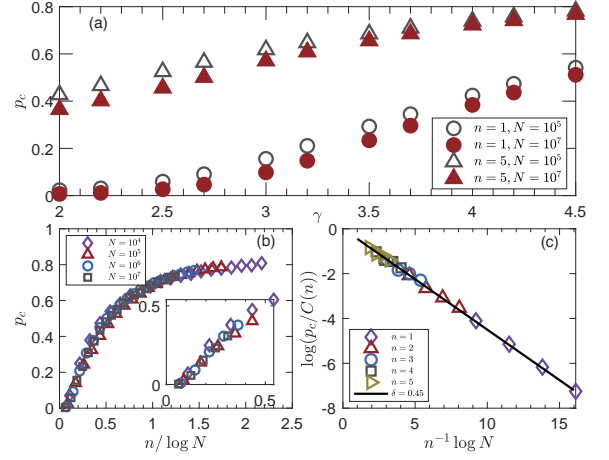 (a)
0.8
0.6
0.4
0.2
0
p_c
2 2.5 3 3.5 4 4.5
γ
n = 1, N = 10^5
n = 1, N = 10^7
n = 5, N = 10^5
n = 5, N = 10^7
(b)
1
0.8
0.6
0.4
0.2
0
p_c
0 0.5 1.0 1.5 2.0 2.5
n/ log N
N = 10^4
N = 10^5
N = 10^6
N = 10^7
0.5
0
0 0.5
(c)
0
-2
-4
-6
-8
log(p_c/C(n))
0 5 10 15
n^{-1} log N
n = 1
n = 2
n = 3
n = 4
n = 5
δ = 0.45